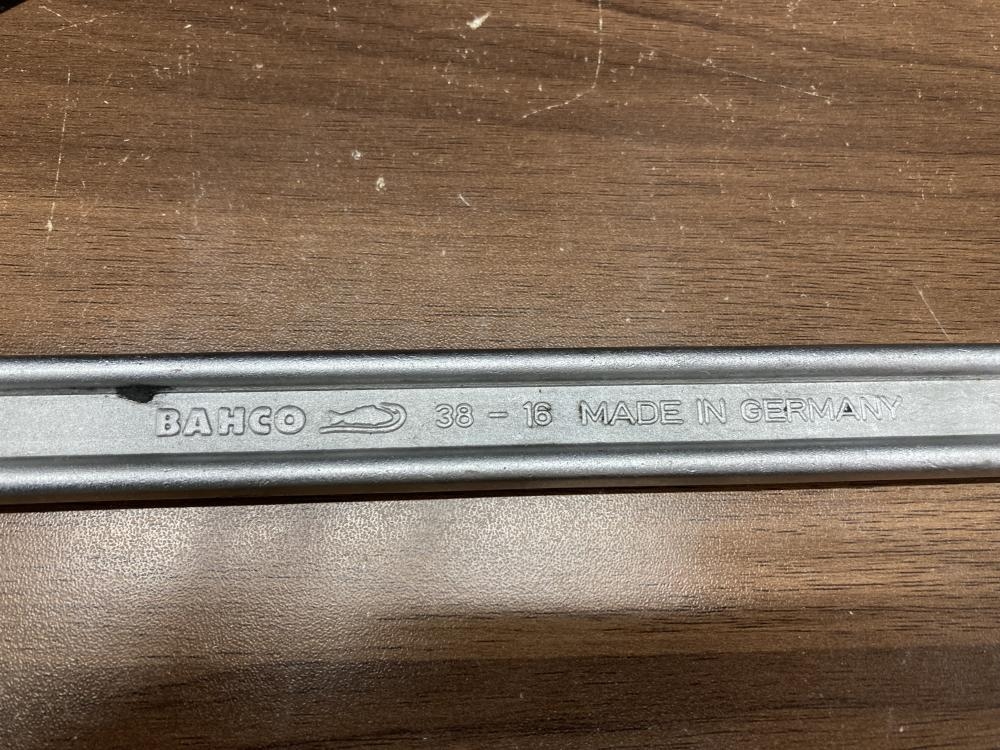 BAHCO 38 - 16 MADE IN GERMANY